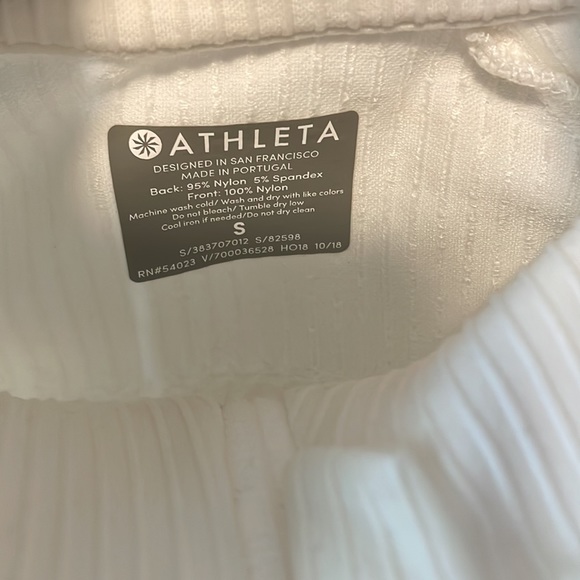 ATHLETA
DESIGNED IN SAN FRANCISCO
MADE IN PORTUGAL
Back: 95% Nylon 5% Spandex
Front: 100% Nylon
Machine wash cold/ Wash and dry with like colors
Do not bleach/ Tumble dry low
Cool iron if needed/Do not dry clean
S
S/383707012 S/82598
RN#54023 V/700036528 HO18 10/18